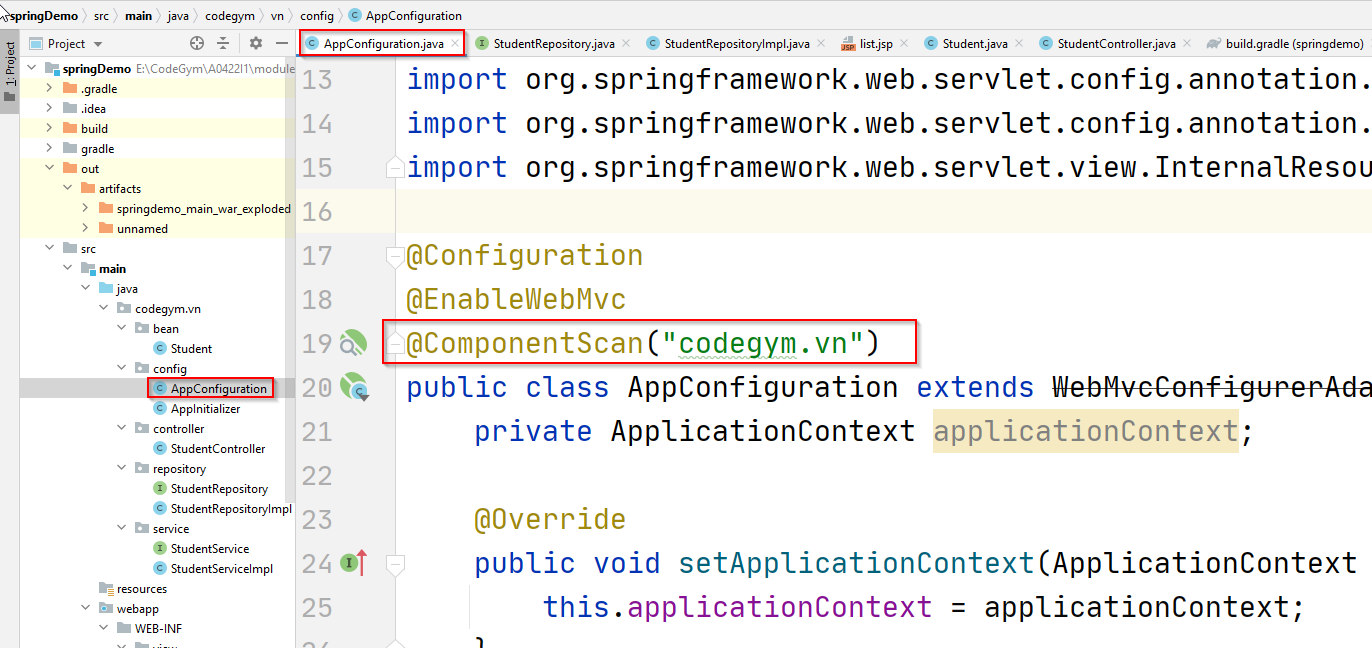 springDemo src main java codegym vn config AppConfiguration
1: Project
Project
AppConfiguration.java StudentRepository.java StudentRepositoryImpl.java list.jsp Student.java StudentController.java build.gradle (springdemo)
springDemo E:\CodeGym\A0422I1\module
.gradle
.idea
build
gradle
out
artifacts
springdemo_main_war_exploded
unnamed
src
main
java
codegym.vn
bean
Student
config
AppConfiguration
AppInitializer
controller
StudentController
repository
StudentRepository
StudentRepositoryImpl
service
StudentService
StudentServiceImpl
resources
webapp
WEB-INF
view
13 import org.springframework.web.servlet.config.annotation.
14 import org.springframework.web.servlet.config.annotation.
15 import org.springframework.web.servlet.view.InternalResou
16
17 @Configuration
18 @EnableWebMvc
19 @ComponentScan("codegym.vn")
20 public class AppConfiguration extends WebMvcConfigurerAda
21 private ApplicationContext applicationContext;
22
23 @Override
24 public void setApplicationContext(ApplicationContext
25 this.applicationContext = applicationContext;
26 }